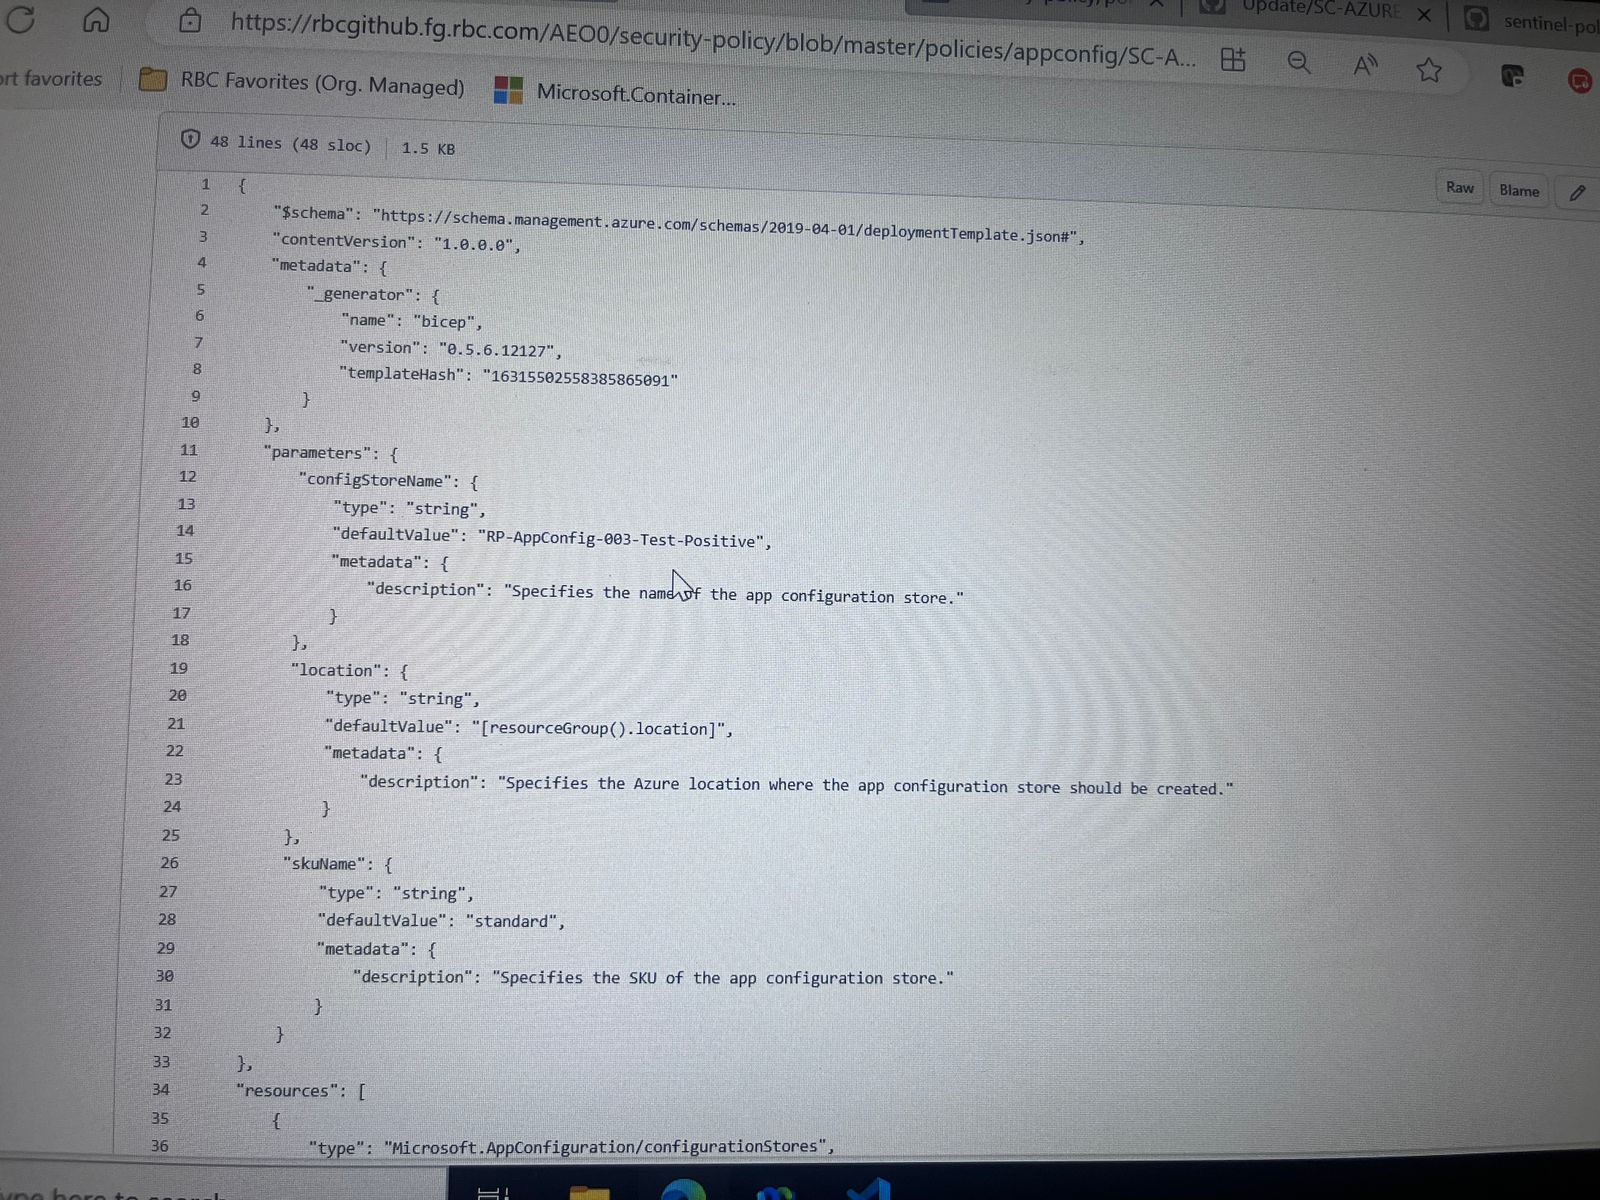 Update/SC-AZURE
https://rbcgithub.fg.rbc.com/AEO0/security-policy/blob/master/policies/appconfig/SC-A...
favorites
RBC Favorites (Org. Managed)
Microsoft.Container...
48 lines (48 sloc) 1.5 KB
Raw Blame
1 {
2 "$schema": "https://schema.management.azure.com/schemas/2019-04-01/deploymentTemplate.json#",
3 "contentVersion": "1.0.0.0",
4 "metadata": {
5 "_generator": {
6 "name": "bicep",
7 "version": "0.5.6.12127",
8 "templateHash": "16315502558385865091"
9 }
10 },
11 "parameters": {
12 "configStoreName": {
13 "type": "string",
14 "defaultValue": "RP-AppConfig-003-Test-Positive",
15 "metadata": {
16 "description": "Specifies the name of the app configuration store."
17 }
18 },
19 "location": {
20 "type": "string",
21 "defaultValue": "[resourceGroup().location]",
22 "metadata": {
23 "description": "Specifies the Azure location where the app configuration store should be created."
24 }
25 },
26 "skuName": {
27 "type": "string",
28 "defaultValue": "standard",
29 "metadata": {
30 "description": "Specifies the SKU of the app configuration store."
31 }
32 }
33 },
34 "resources": [
35 {
36 "type": "Microsoft.AppConfiguration/configurationStores",